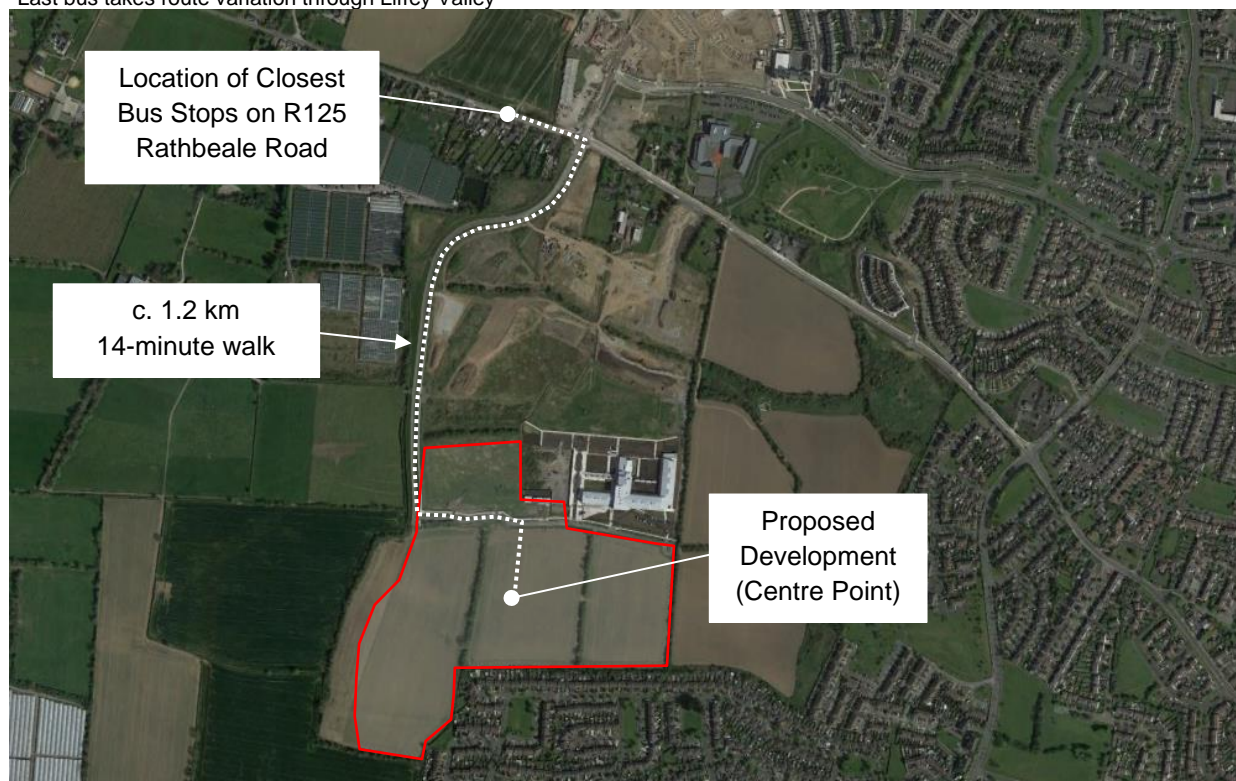 Last bus takes route variation through Liffey Valley
Location of Closest
Bus Stops on R125
Rathbeale Road
c. 1.2 km
14-minute walk
Proposed
Development
(Centre Point)